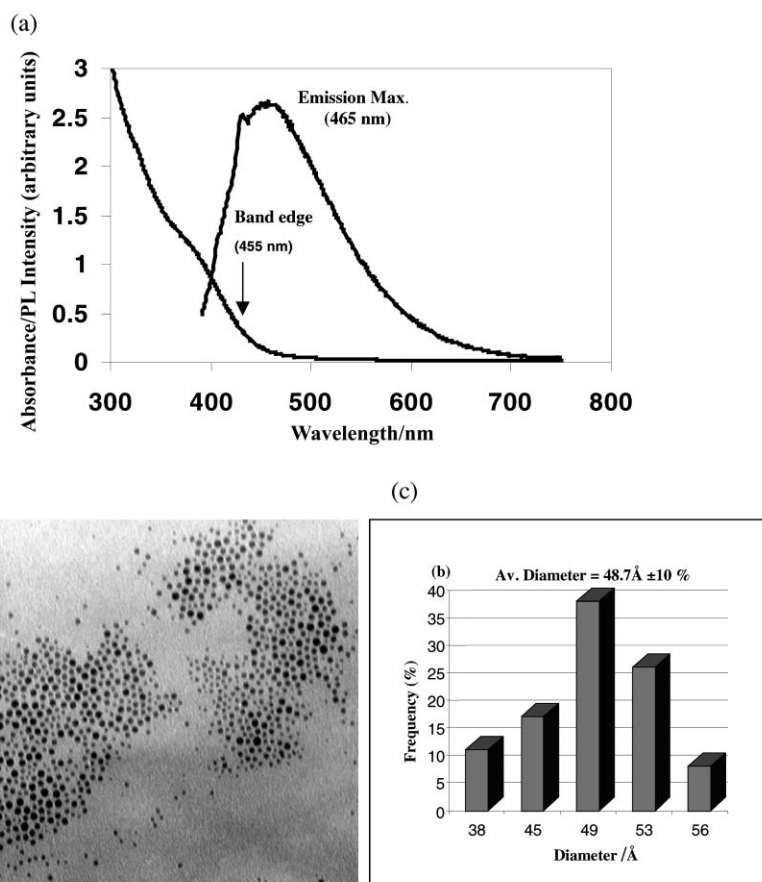 (a)
Absorbance/PL Intensity (arbitrary units)
3
2.5
2
1.5
1
0.5
0
Emission Max.
(465 nm)
Band edge
(455 nm)
300 400 500 600 700 800
Wavelength/nm
(c)
(b) Av. Diameter = 48.7Å ±10 %
Frequency (%)
40
35
30
25
20
15
10
5
0
38 45 49 53 56
Diameter /Å